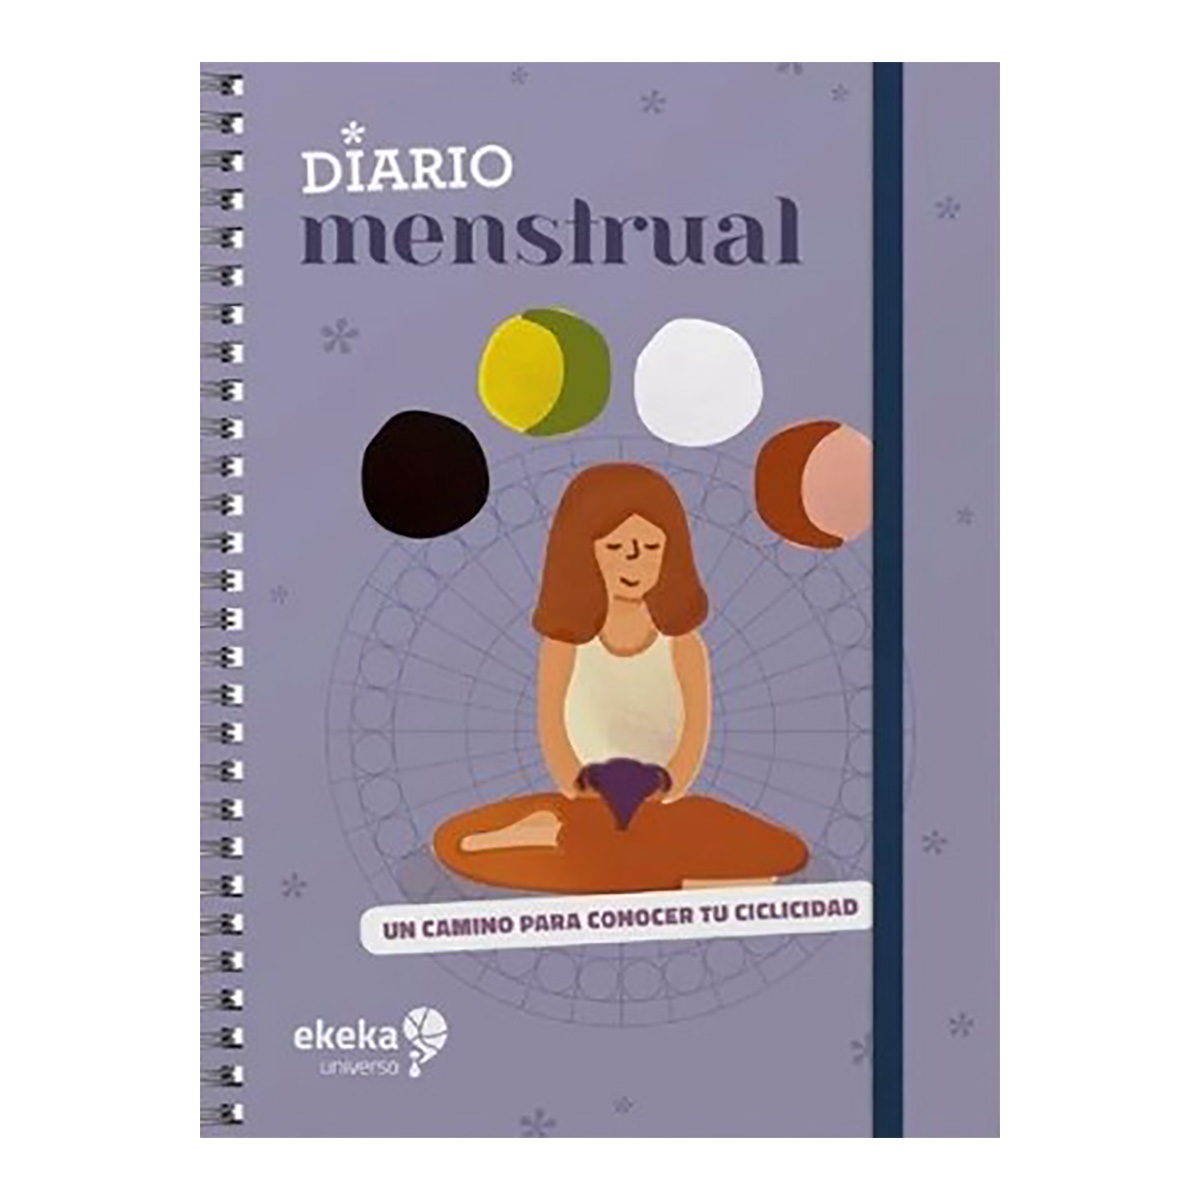 DIARIO
menstrual
UN CAMINO PARA CONOCER TU CICLICIDAD
ekeka
universo